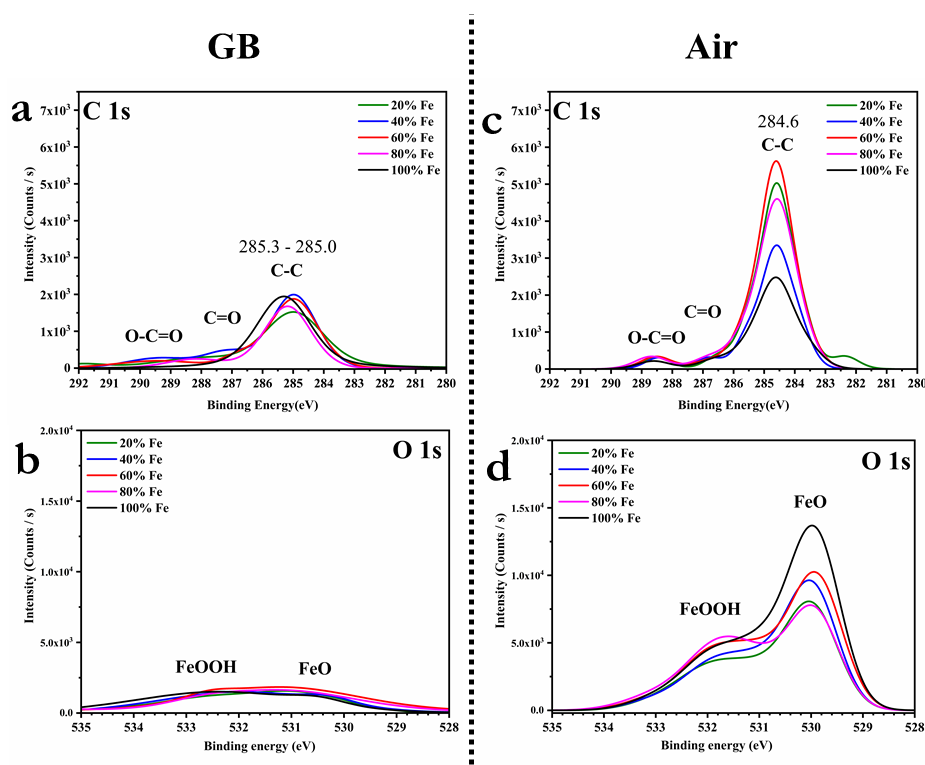 GB
Air
a
C 1s
7x10³
6x10³
5x10³
4x10³
3x10³
2x10³
1x10³
0
Intensity (Counts / s)
20% Fe
40% Fe
60% Fe
80% Fe
100% Fe
285.3 - 285.0
C-C
C=O
O-C=O
292 291 290 289 288 287 286 285 284 283 282 281 280
Binding Energy(eV)
c
C 1s
7x10³
6x10³
5x10³
4x10³
3x10³
2x10³
1x10³
0
Intensity (Counts / s)
20% Fe
40% Fe
60% Fe
80% Fe
100% Fe
284.6
C-C
C=O
O-C=O
292 291 290 289 288 287 286 285 284 283 282 281 280
Binding Energy(eV)
b
O 1s
2.0x10⁴
1.5x10⁴
1.0x10⁴
5.0x10³
0.0
Intensity (Counts / s)
20% Fe
40% Fe
60% Fe
80% Fe
100% Fe
FeOOH
FeO
535 534 533 532 531 530 529 528
Binding energy (eV)
d
O 1s
2.0x10⁴
1.5x10⁴
1.0x10⁴
5.0x10³
0.0
Intensity (Counts / s)
20% Fe
40% Fe
60% Fe
80% Fe
100% Fe
FeO
FeOOH
535 534 533 532 531 530 529 528
Binding energy (eV)